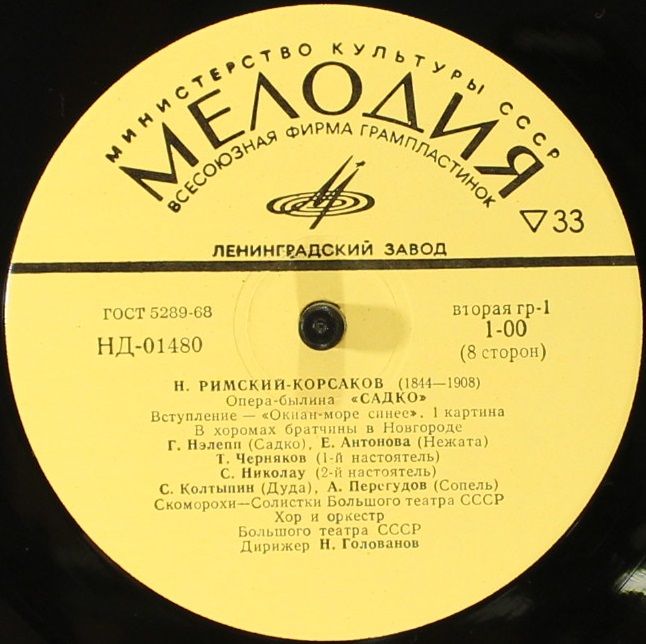 МИНИСТЕРСТВО КУЛЬТУРЫ СССР
МЕЛОДИЯ
ВСЕСОЮЗНАЯ ФИРМА ГРАМПЛАСТИНОК
▽33
ЛЕНИНГРАДСКИЙ ЗАВОД
ГОСТ 5289-68
вторая гр-1
НД-01480
1-00
(8 сторон)
Н. РИМСКИЙ-КОРСАКОВ (1844—1908)
Опера-былина «САДКО»
Вступление — «Окиан-море синее». 1 картина
В хоромах братчины в Новгороде
Г. Нэлепп (Садко), Е. Антонова (Нежата)
Т. Черняков (1-й настоятель)
С. Николау (2-й настоятель)
С. Колтыпин (Дуда), А. Перегудов (Сопель)
Скоморохи—Солистки Большого театра СССР
Хор и оркестр
Большого театра СССР
Дирижер Н. Голованов